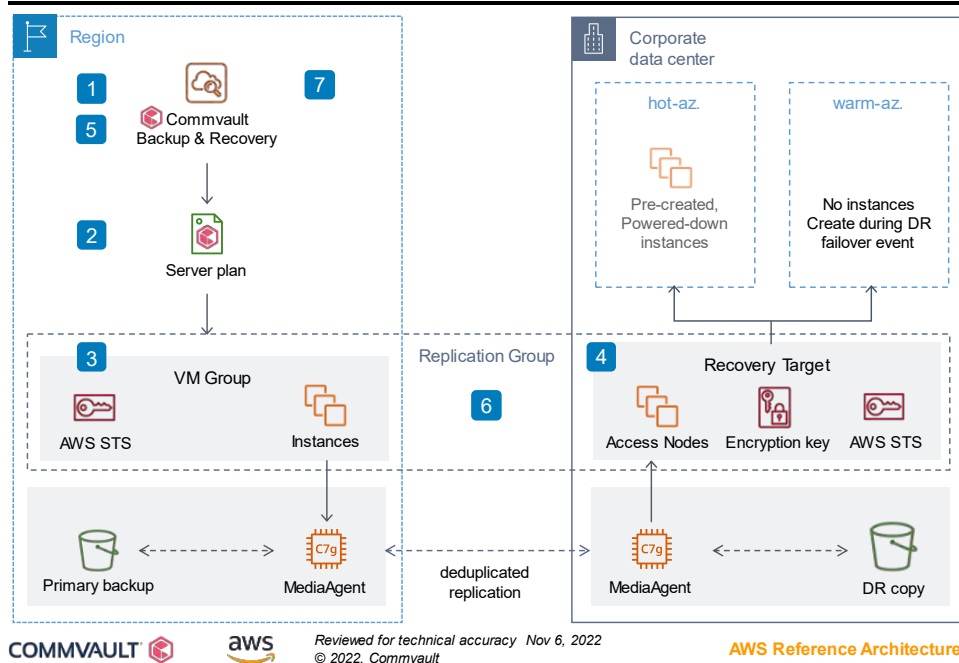 Region
Corporate
data center
1
7
5
Commvault
Backup & Recovery
hot-az.
warm-az.
Pre-created,
Powered-down
instances
No instances
Create during DR
failover event
2
Server plan
3
VM Group
AWS STS
Instances
Replication Group
6
4
Recovery Target
Access Nodes
Encryption key
AWS STS
Primary backup
C7g
MediaAgent
deduplicated
replication
C7g
MediaAgent
DR copy
COMMVAULT
aws
Reviewed for technical accuracy Nov 6, 2022
© 2022. Commvault
AWS Reference Architecture